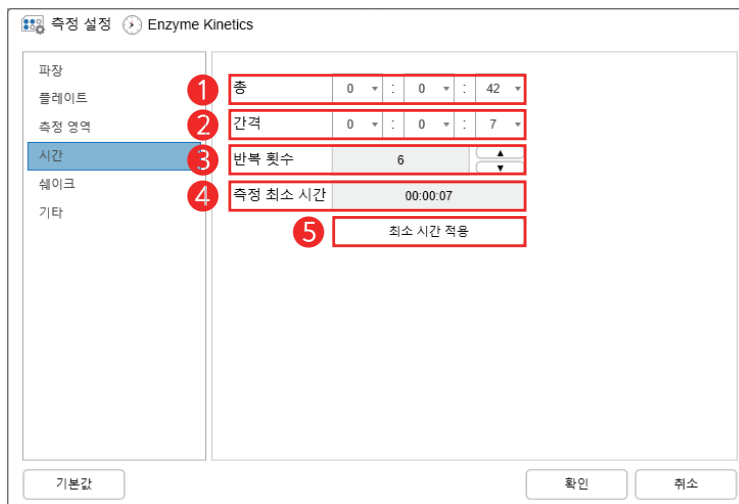 측정 설정 Enzyme Kinetics
파장
플레이트
측정 영역
시간
쉐이크
기타
1 총 0 : 0 : 42
2 간격 0 : 0 : 7
3 반복 횟수 6
4 측정 최소 시간 00:00:07
5 최소 시간 적용
기본값 확인 취소